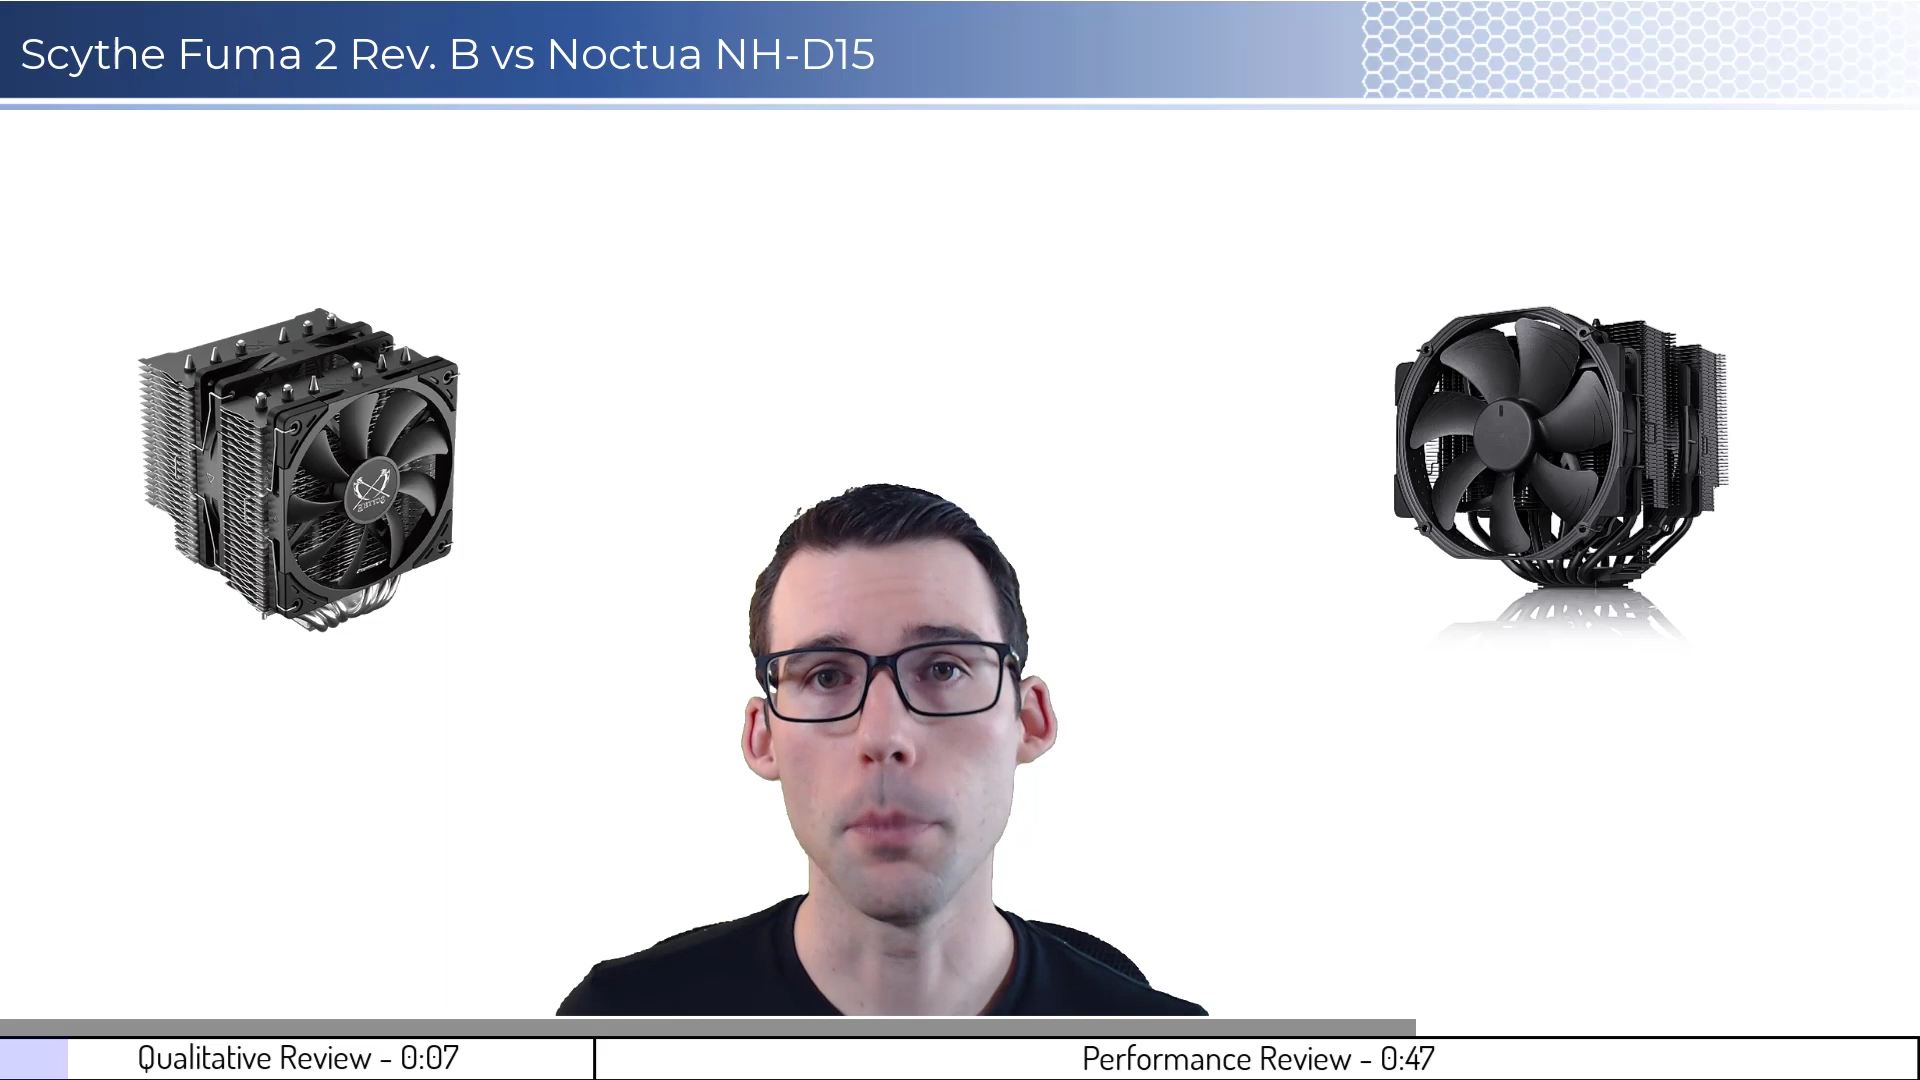 Scythe Fuma 2 Rev. B vs Noctua NH-D15
Qualitative Review - 0:07
Performance Review - 0:47